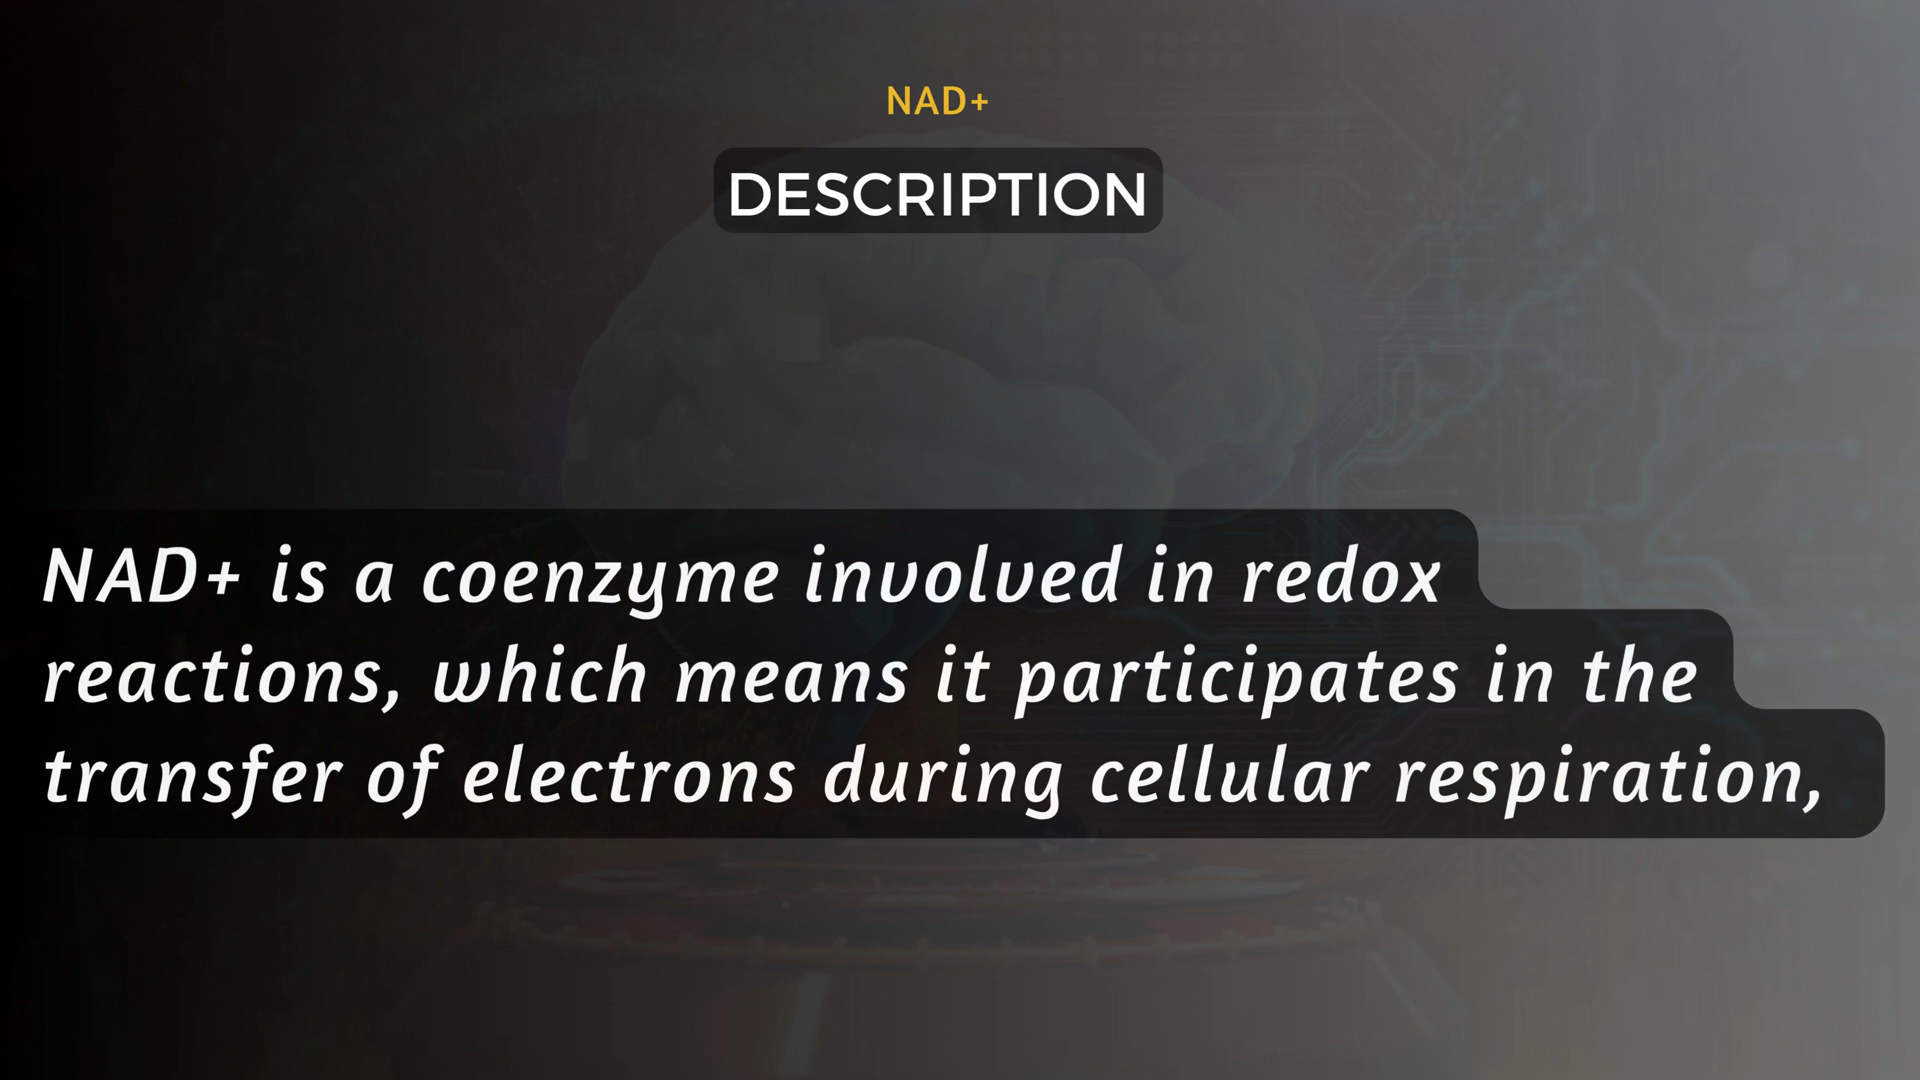 NAD+
DESCRIPTION
NAD+ is a coenzyme involved in redox
reactions, which means it participates in the
transfer of electrons during cellular respiration,